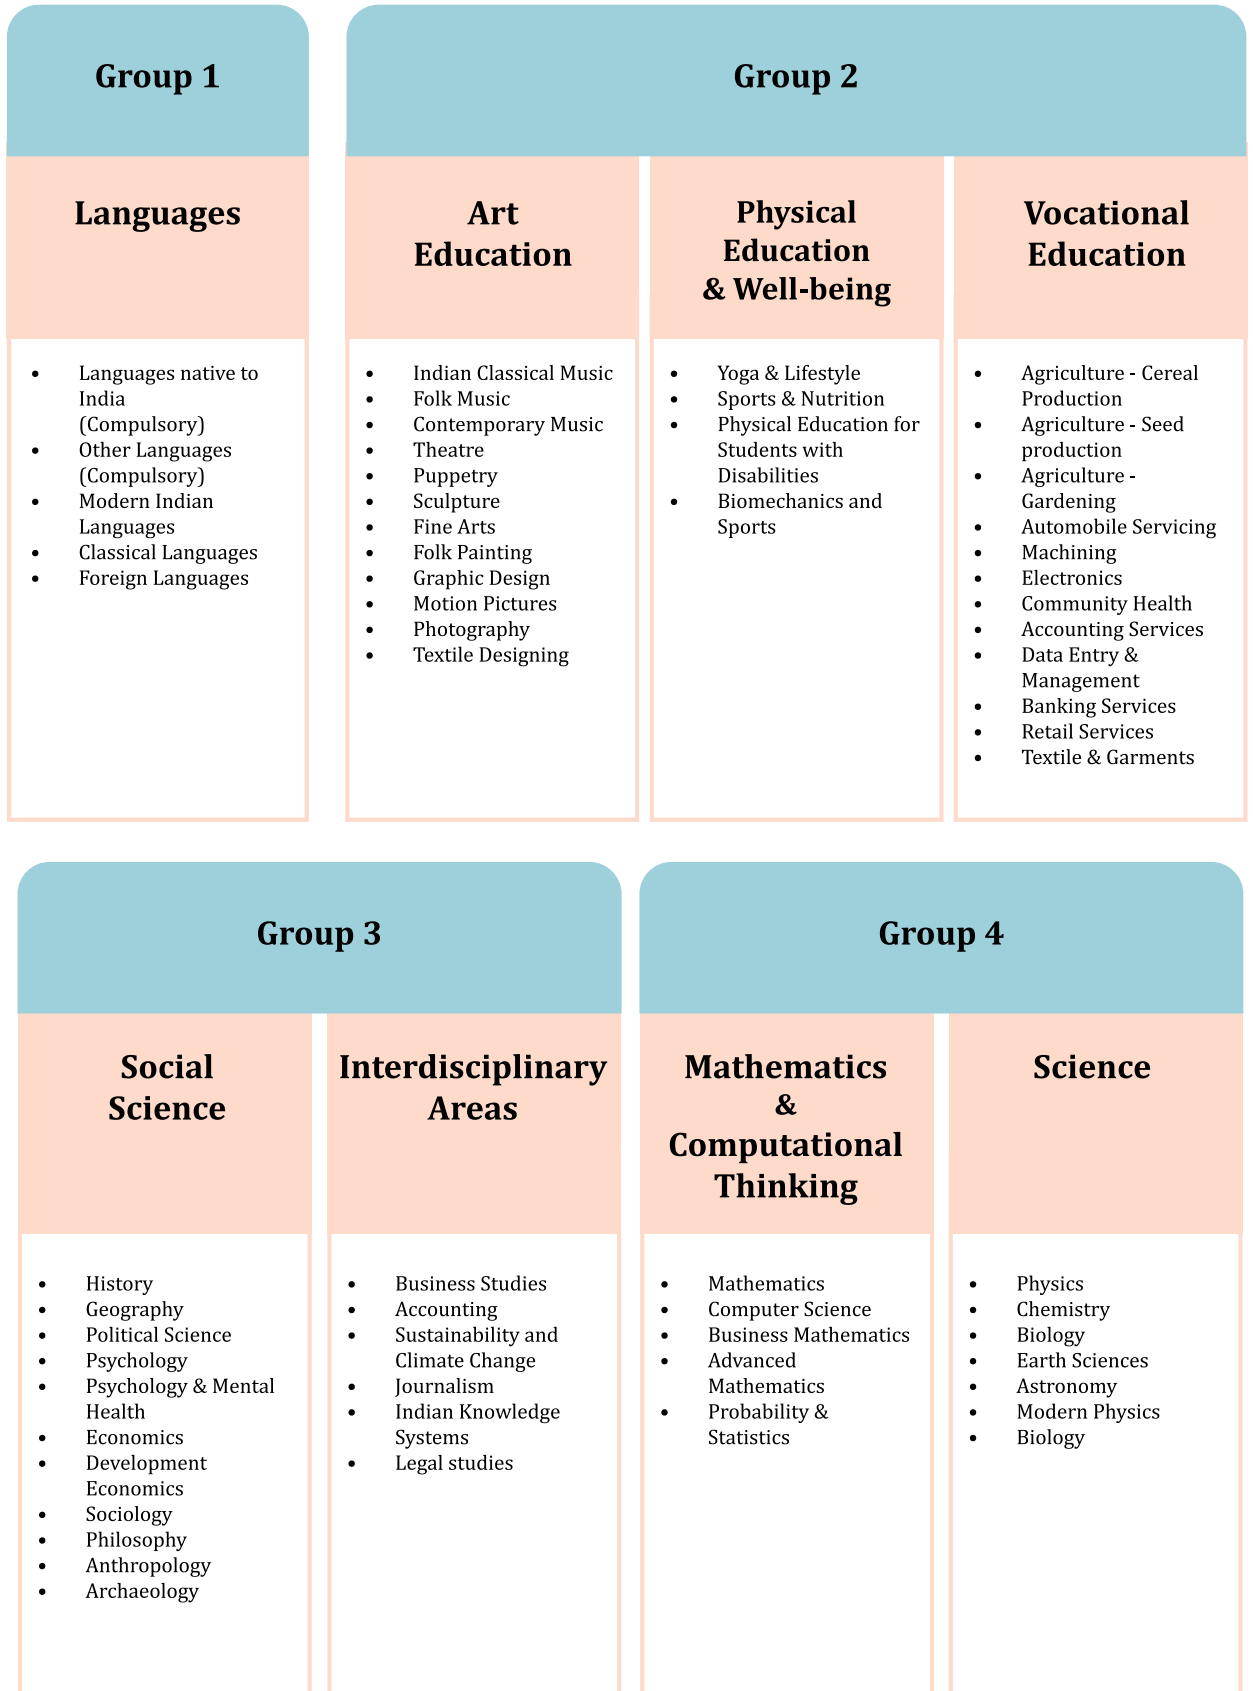 Group 1
Languages
• Languages native to
India
(Compulsory)
• Other Languages
(Compulsory)
• Modern Indian
Languages
• Classical Languages
• Foreign Languages
Group 2
Art
Education
• Indian Classical Music
• Folk Music
• Contemporary Music
• Theatre
• Puppetry
• Sculpture
• Fine Arts
• Folk Painting
• Graphic Design
• Motion Pictures
• Photography
• Textile Designing
Physical
Education
& Well-being
• Yoga & Lifestyle
• Sports & Nutrition
• Physical Education for
Students with
Disabilities
• Biomechanics and
Sports
Vocational
Education
• Agriculture - Cereal
Production
• Agriculture - Seed
production
• Agriculture -
Gardening
• Automobile Servicing
• Machining
• Electronics
• Community Health
• Accounting Services
• Data Entry &
Management
• Banking Services
• Retail Services
• Textile & Garments
Group 3
Social
Science
• History
• Geography
• Political Science
• Psychology
• Psychology & Mental
Health
• Economics
• Development
Economics
• Sociology
• Philosophy
• Anthropology
• Archaeology
Interdisciplinary
Areas
• Business Studies
• Accounting
• Sustainability and
Climate Change
• Journalism
• Indian Knowledge
Systems
• Legal studies
Group 4
Mathematics
&
Computational
Thinking
• Mathematics
• Computer Science
• Business Mathematics
• Advanced
Mathematics
• Probability &
Statistics
Science
• Physics
• Chemistry
• Biology
• Earth Sciences
• Astronomy
• Modern Physics
• Biology